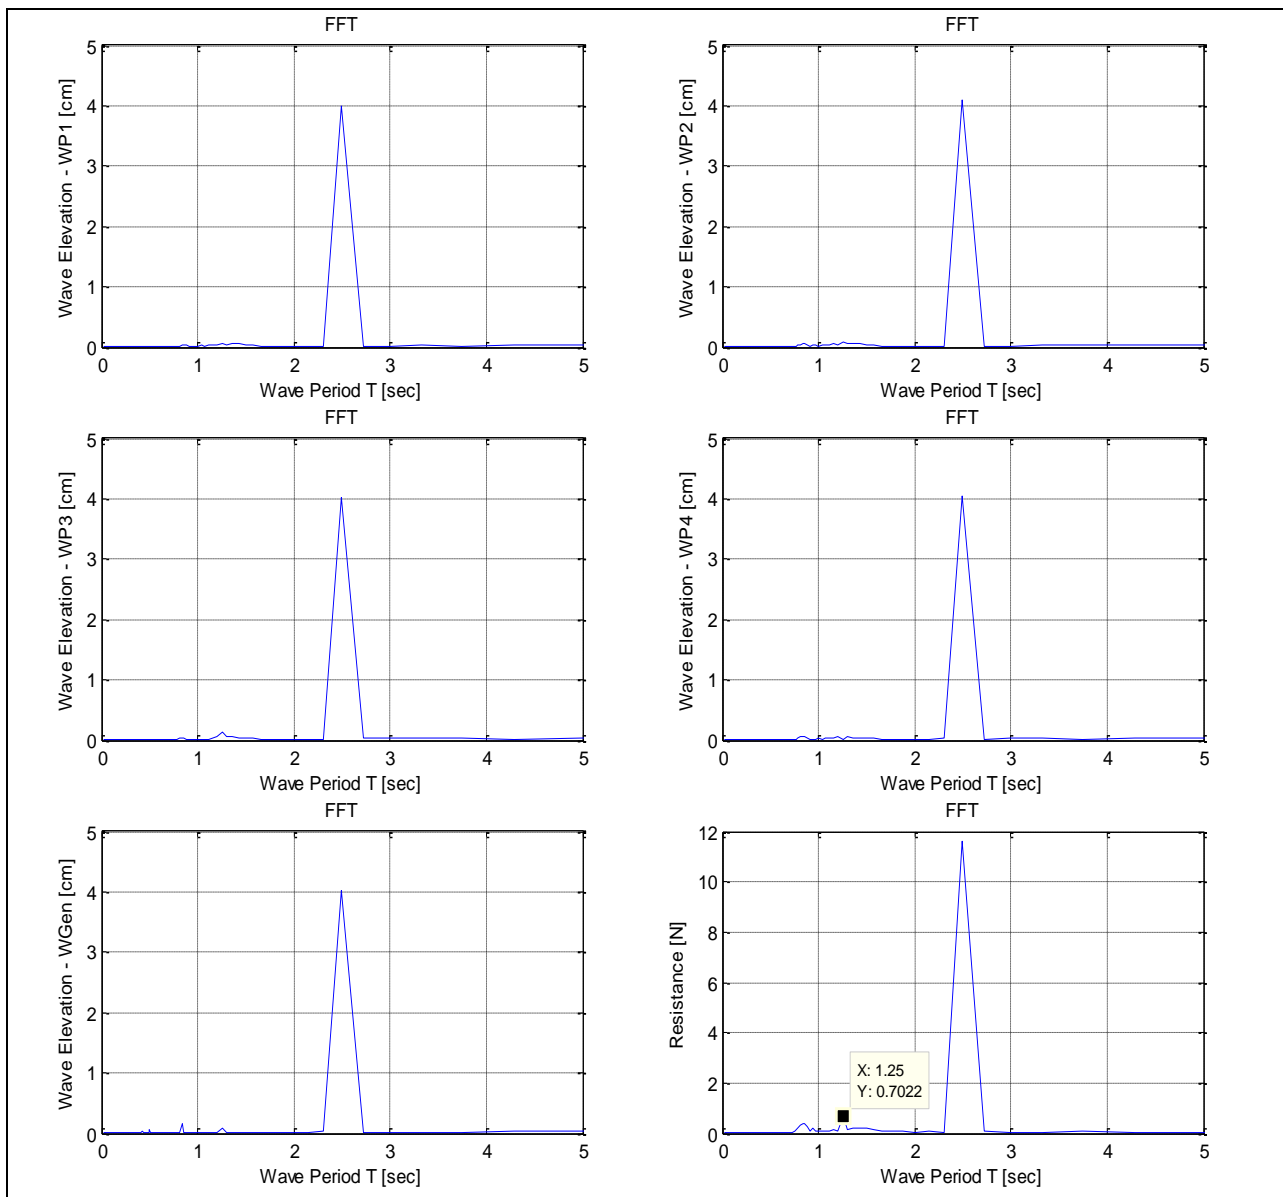 FFT
5
4
3
2
1
0
Wave Elevation - WP1 [cm]
0 1 2 3 4 5
Wave Period T [sec]
FFT
5
4
3
2
1
0
Wave Elevation - WP2 [cm]
0 1 2 3 4 5
Wave Period T [sec]
FFT
5
4
3
2
1
0
Wave Elevation - WP3 [cm]
0 1 2 3 4 5
Wave Period T [sec]
FFT
5
4
3
2
1
0
Wave Elevation - WP4 [cm]
0 1 2 3 4 5
Wave Period T [sec]
FFT
5
4
3
2
1
0
Wave Elevation - WGen [cm]
0 1 2 3 4 5
Wave Period T [sec]
FFT
12
10
8
6
4
2
0
Resistance [N]
X: 1.25
Y: 0.7022
0 1 2 3 4 5
Wave Period T [sec]